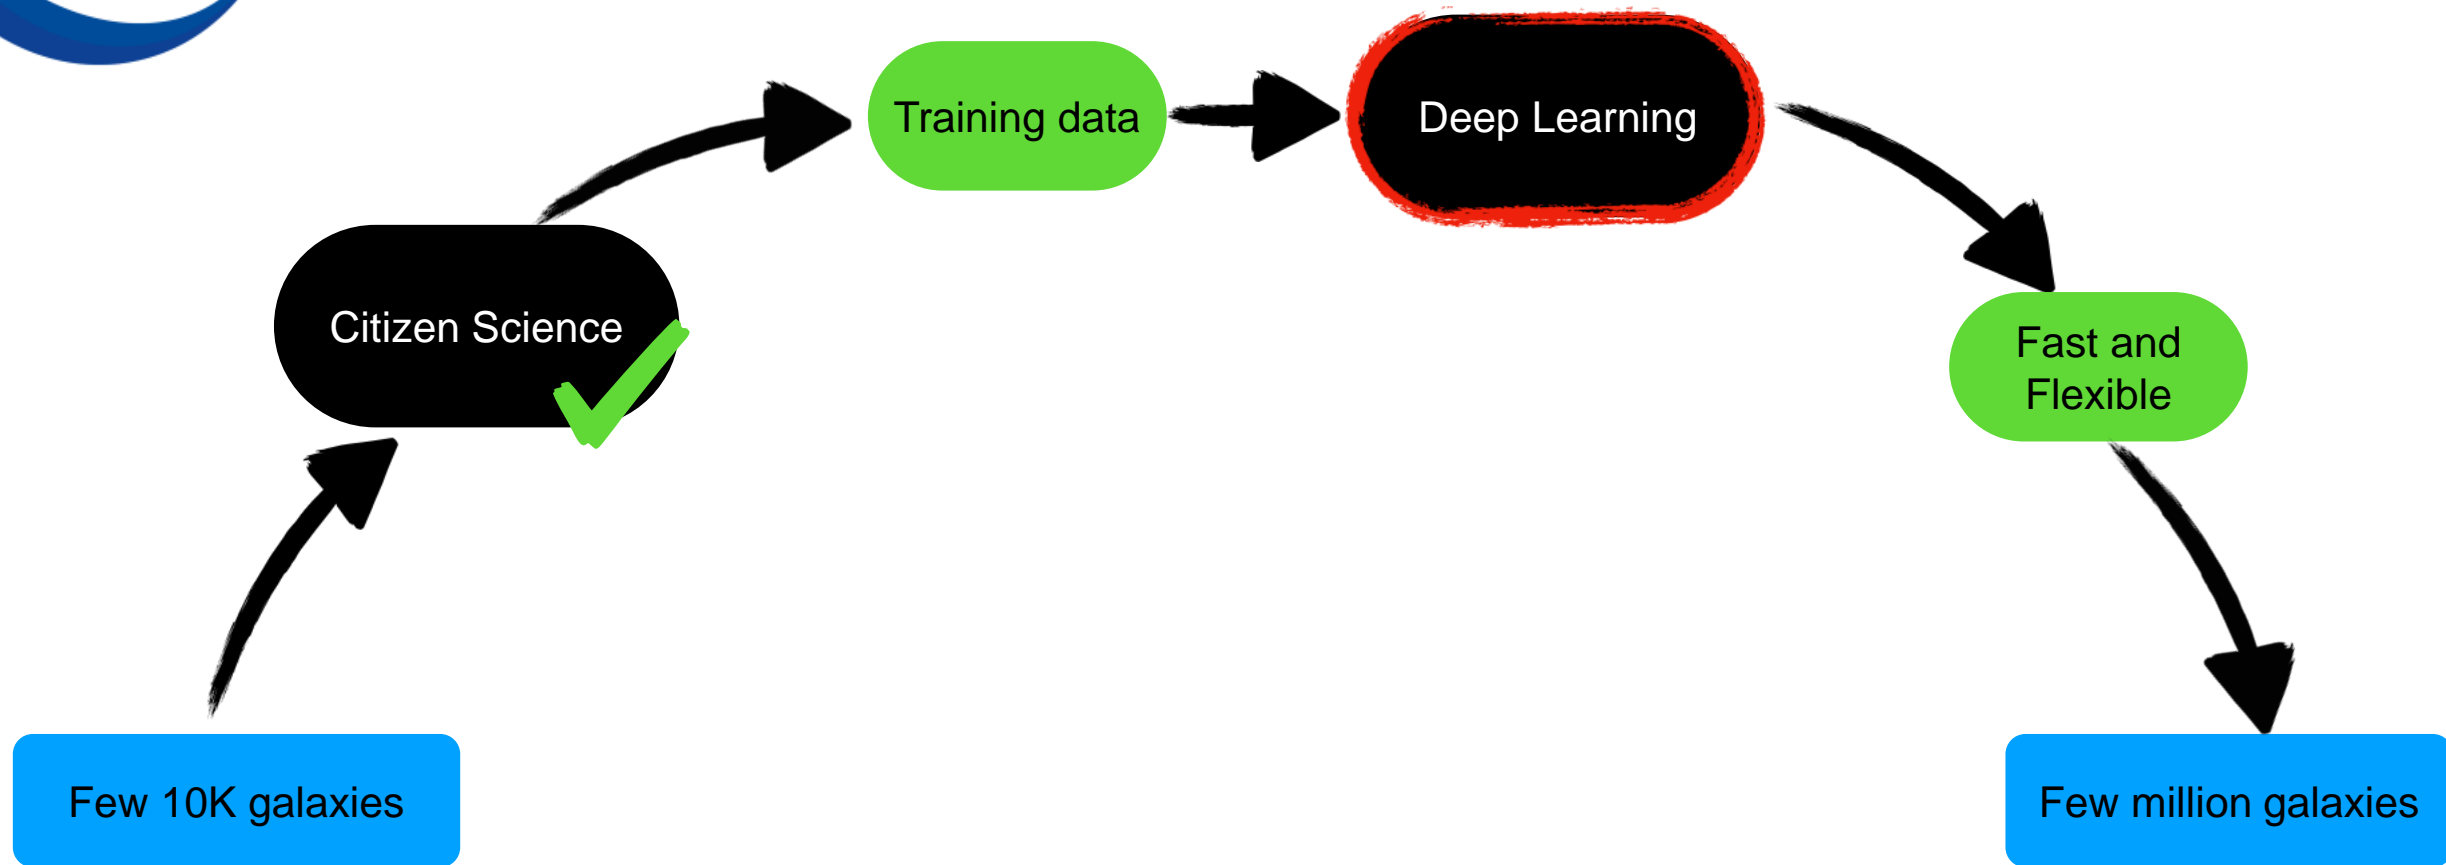 Training data
Deep Learning
Citizen Science
Fast and
Flexible
Few 10K galaxies
Few million galaxies